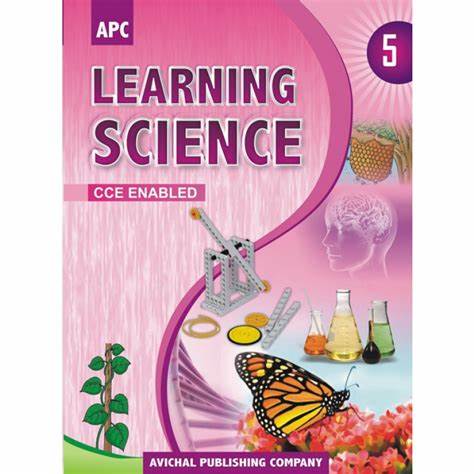 APC
5
LEARNING
SCIENCE
CCE ENABLED
AVICHAL PUBLISHING COMPANY